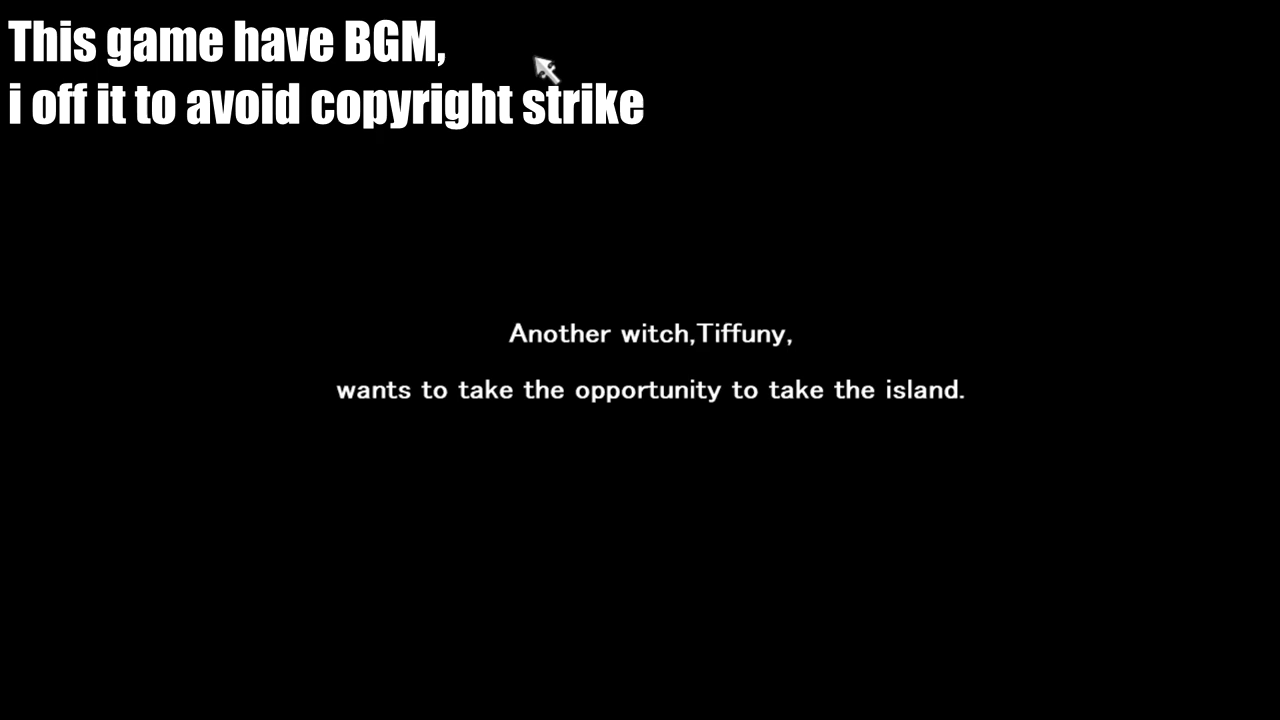 This game have BGM,
i off it to avoid copyright strike
Another witch,Tiffuny,
wants to take the opportunity to take the island.